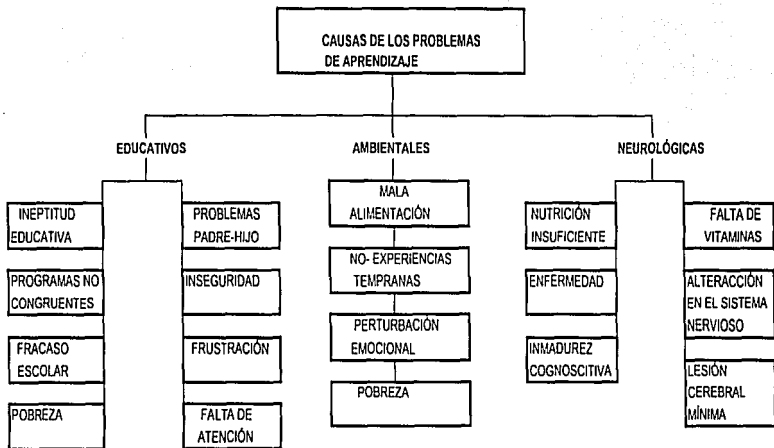 CAUSAS DE LOS PROBLEMAS
DE APRENDIZAJE
EDUCATIVOS
INEPTITUD
EDUCATIVA
PROGRAMAS NO
CONGRUENTES
FRACASO
ESCOLAR
POBREZA
PROBLEMAS
PADRE-HIJO
INSEGURIDAD
FRUSTRACIÓN
FALTA DE
ATENCIÓN
AMBIENTALES
MALA
ALIMENTACIÓN
NO- EXPERIENCIAS
TEMPRANAS
PERTURBACIÓN
EMOCIONAL
POBREZA
NEUROLÓGICAS
NUTRICIÓN
INSUFICIENTE
ENFERMEDAD
INMADUREZ
COGNOSCITIVA
FALTA DE
VITAMINAS
ALTERACCIÓN
EN EL SISTEMA
NERVIOSO
LESIÓN
CEREBRAL
MÍNIMA